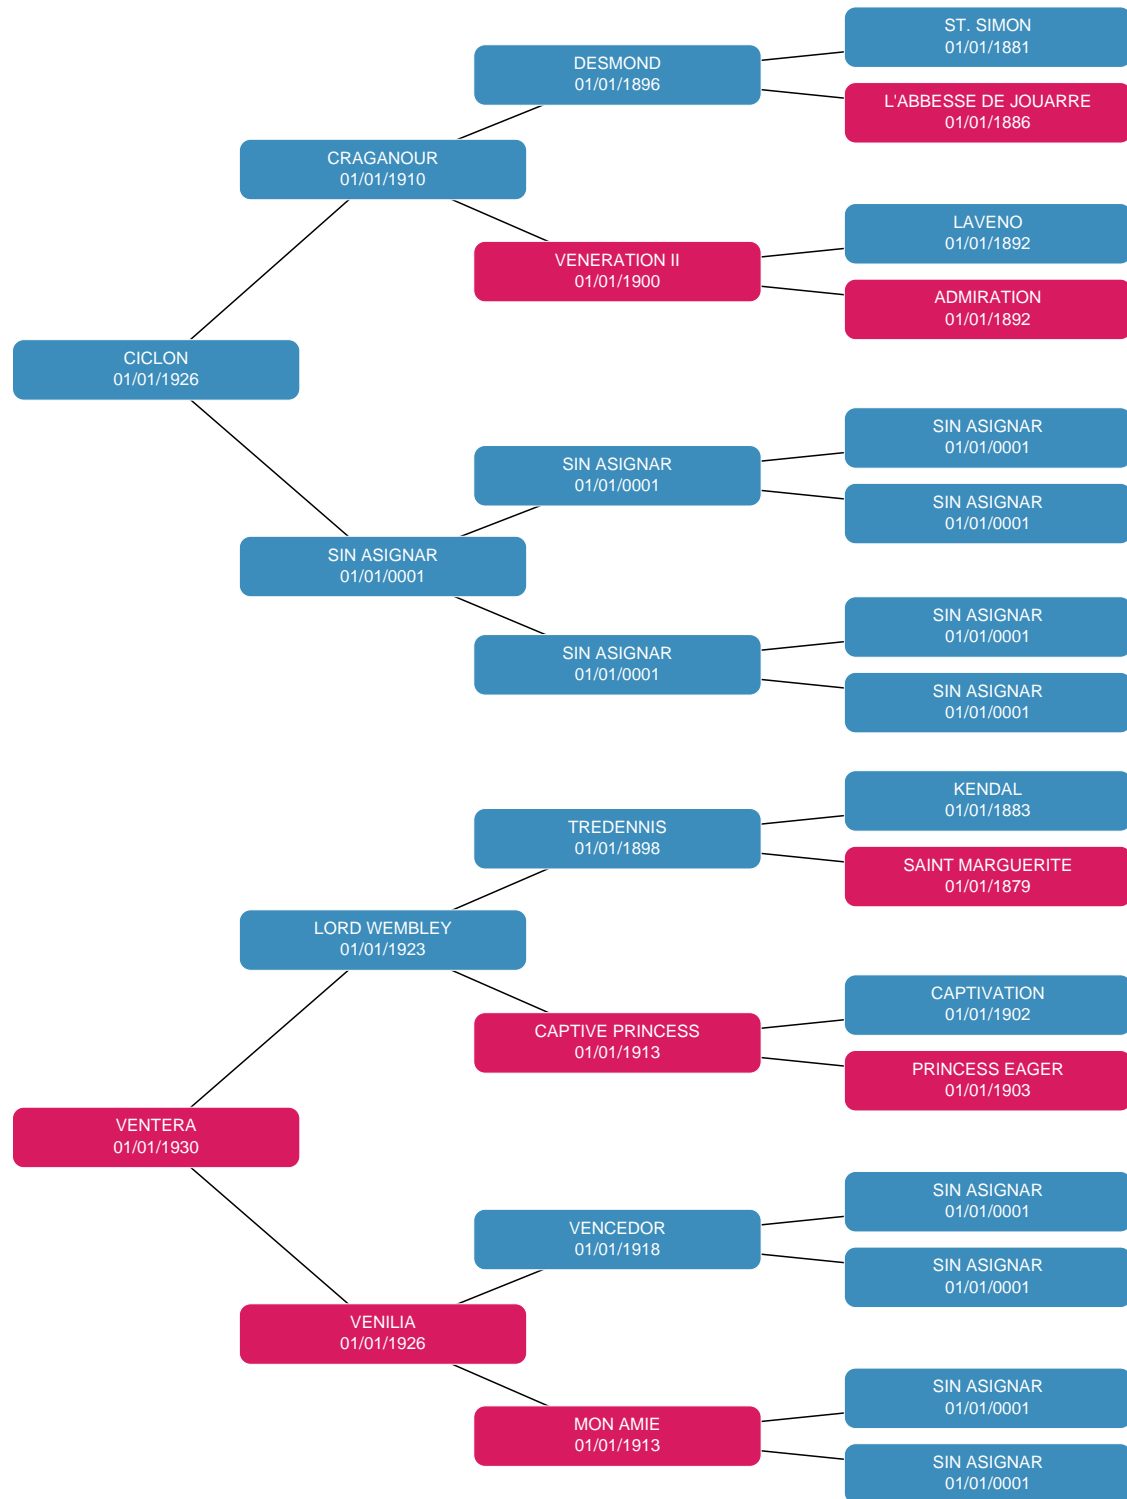 ST. SIMON
01/01/1881
DESMOND
01/01/1896
L'ABBESSE DE JOUARRE
01/01/1886
CRAGANOUR
01/01/1910
LAVENO
01/01/1892
VENERATION II
01/01/1900
ADMIRATION
01/01/1892
CICLON
01/01/1926
SIN ASIGNAR
01/01/0001
SIN ASIGNAR
01/01/0001
SIN ASIGNAR
01/01/0001
SIN ASIGNAR
01/01/0001
SIN ASIGNAR
01/01/0001
SIN ASIGNAR
01/01/0001
SIN ASIGNAR
01/01/0001
KENDAL
01/01/1883
TREDENNIS
01/01/1898
SAINT MARGUERITE
01/01/1879
LORD WEMBLEY
01/01/1923
CAPTIVATION
01/01/1902
CAPTIVE PRINCESS
01/01/1913
PRINCESS EAGER
01/01/1903
VENTERA
01/01/1930
SIN ASIGNAR
01/01/0001
VENCEDOR
01/01/1918
SIN ASIGNAR
01/01/0001
VENILIA
01/01/1926
SIN ASIGNAR
01/01/0001
MON AMIE
01/01/1913
SIN ASIGNAR
01/01/0001